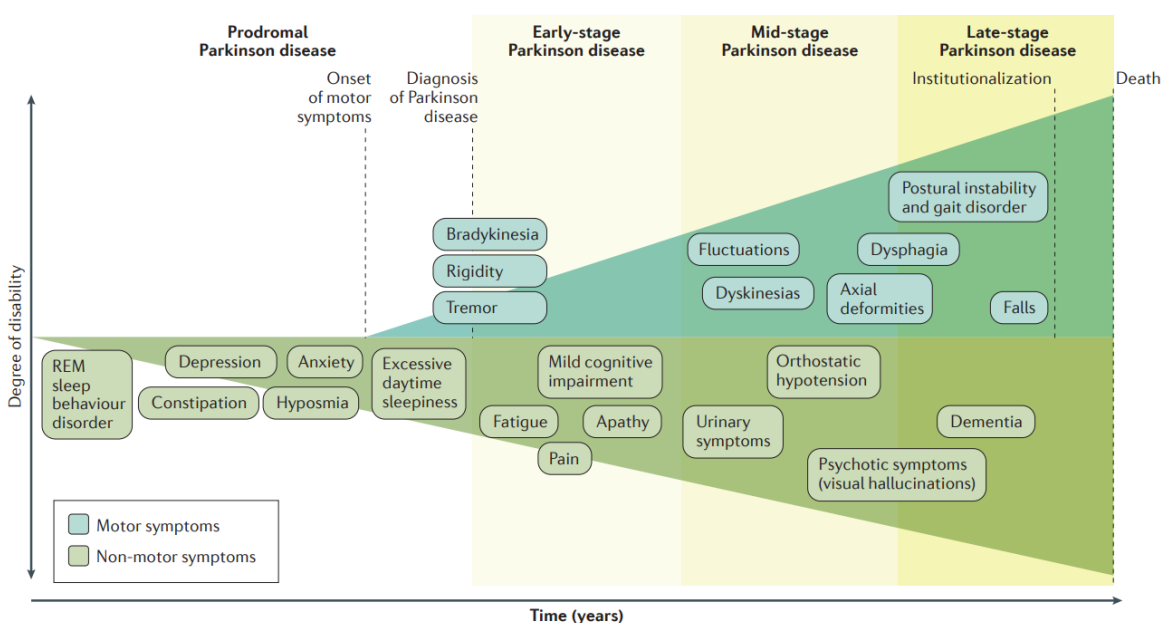 Prodromal
Parkinson disease
Early-stage
Parkinson disease
Mid-stage
Parkinson disease
Late-stage
Parkinson disease
Onset
of motor
symptoms
Diagnosis
of Parkinson
disease
Institutionalization
Death
Degree of disability
Postural instability
and gait disorder
Bradykinesia
Rigidity
Tremor
Fluctuations
Dyskinesias
Dysphagia
Axial
deformities
Falls
REM
sleep
behaviour
disorder
Depression
Anxiety
Constipation
Hyposmia
Excessive
daytime
sleepiness
Mild cognitive
impairment
Fatigue
Apathy
Pain
Orthostatic
hypotension
Urinary
symptoms
Dementia
Psychotic symptoms
(visual hallucinations)
Motor symptoms
Non-motor symptoms
Time (years)